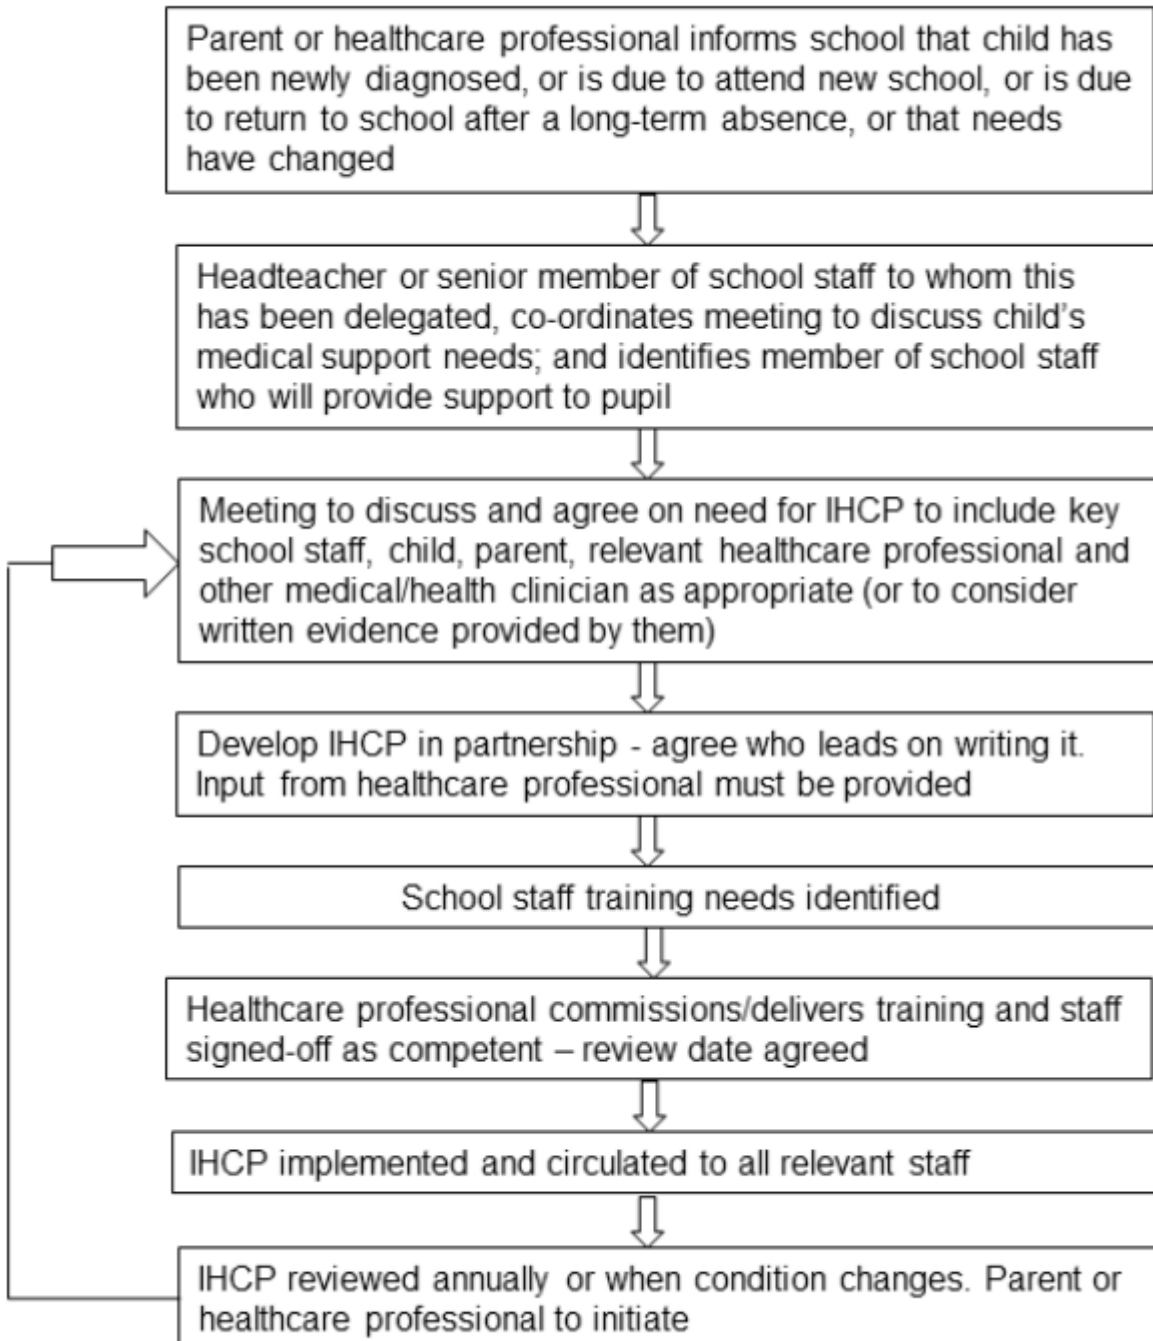 Parent or healthcare professional informs school that child has
been newly diagnosed, or is due to attend new school, or is due
to return to school after a long-term absence, or that needs
have changed
Headteacher or senior member of school staff to whom this
has been delegated, co-ordinates meeting to discuss child’s
medical support needs; and identifies member of school staff
who will provide support to pupil
Meeting to discuss and agree on need for IHCP to include key
school staff, child, parent, relevant healthcare professional and
other medical/health clinician as appropriate (or to consider
written evidence provided by them)
Develop IHCP in partnership - agree who leads on writing it.
Input from healthcare professional must be provided
School staff training needs identified
Healthcare professional commissions/delivers training and staff
signed-off as competent – review date agreed
IHCP implemented and circulated to all relevant staff
IHCP reviewed annually or when condition changes. Parent or
healthcare professional to initiate